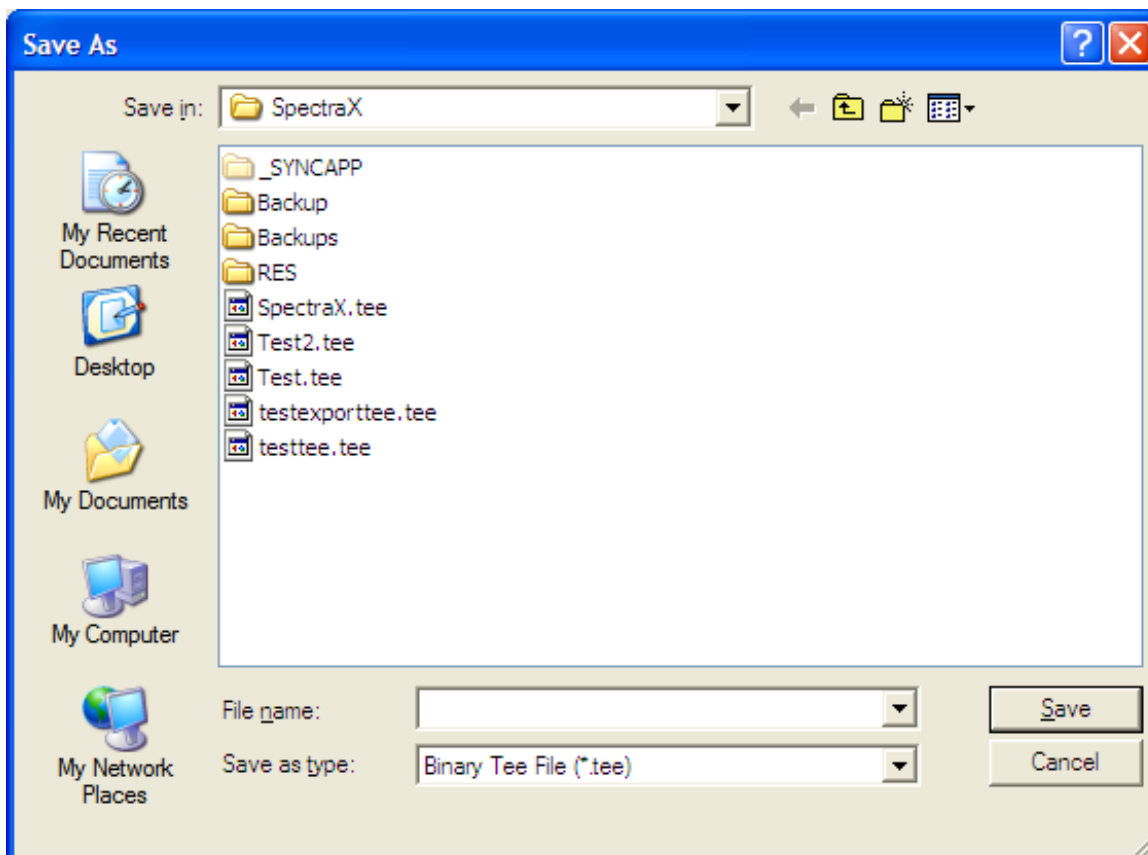 Save As
Save in: SpectraX
_SYNCAPP
Backup
Backups
RES
SpectraX.tee
Test2.tee
Test.tee
testexporttee.tee
testtee.tee
My Recent
Documents
Desktop
My Documents
My Computer
My Network
Places
File name:
Save
Save as type: Binary Tee File (*.tee)
Cancel